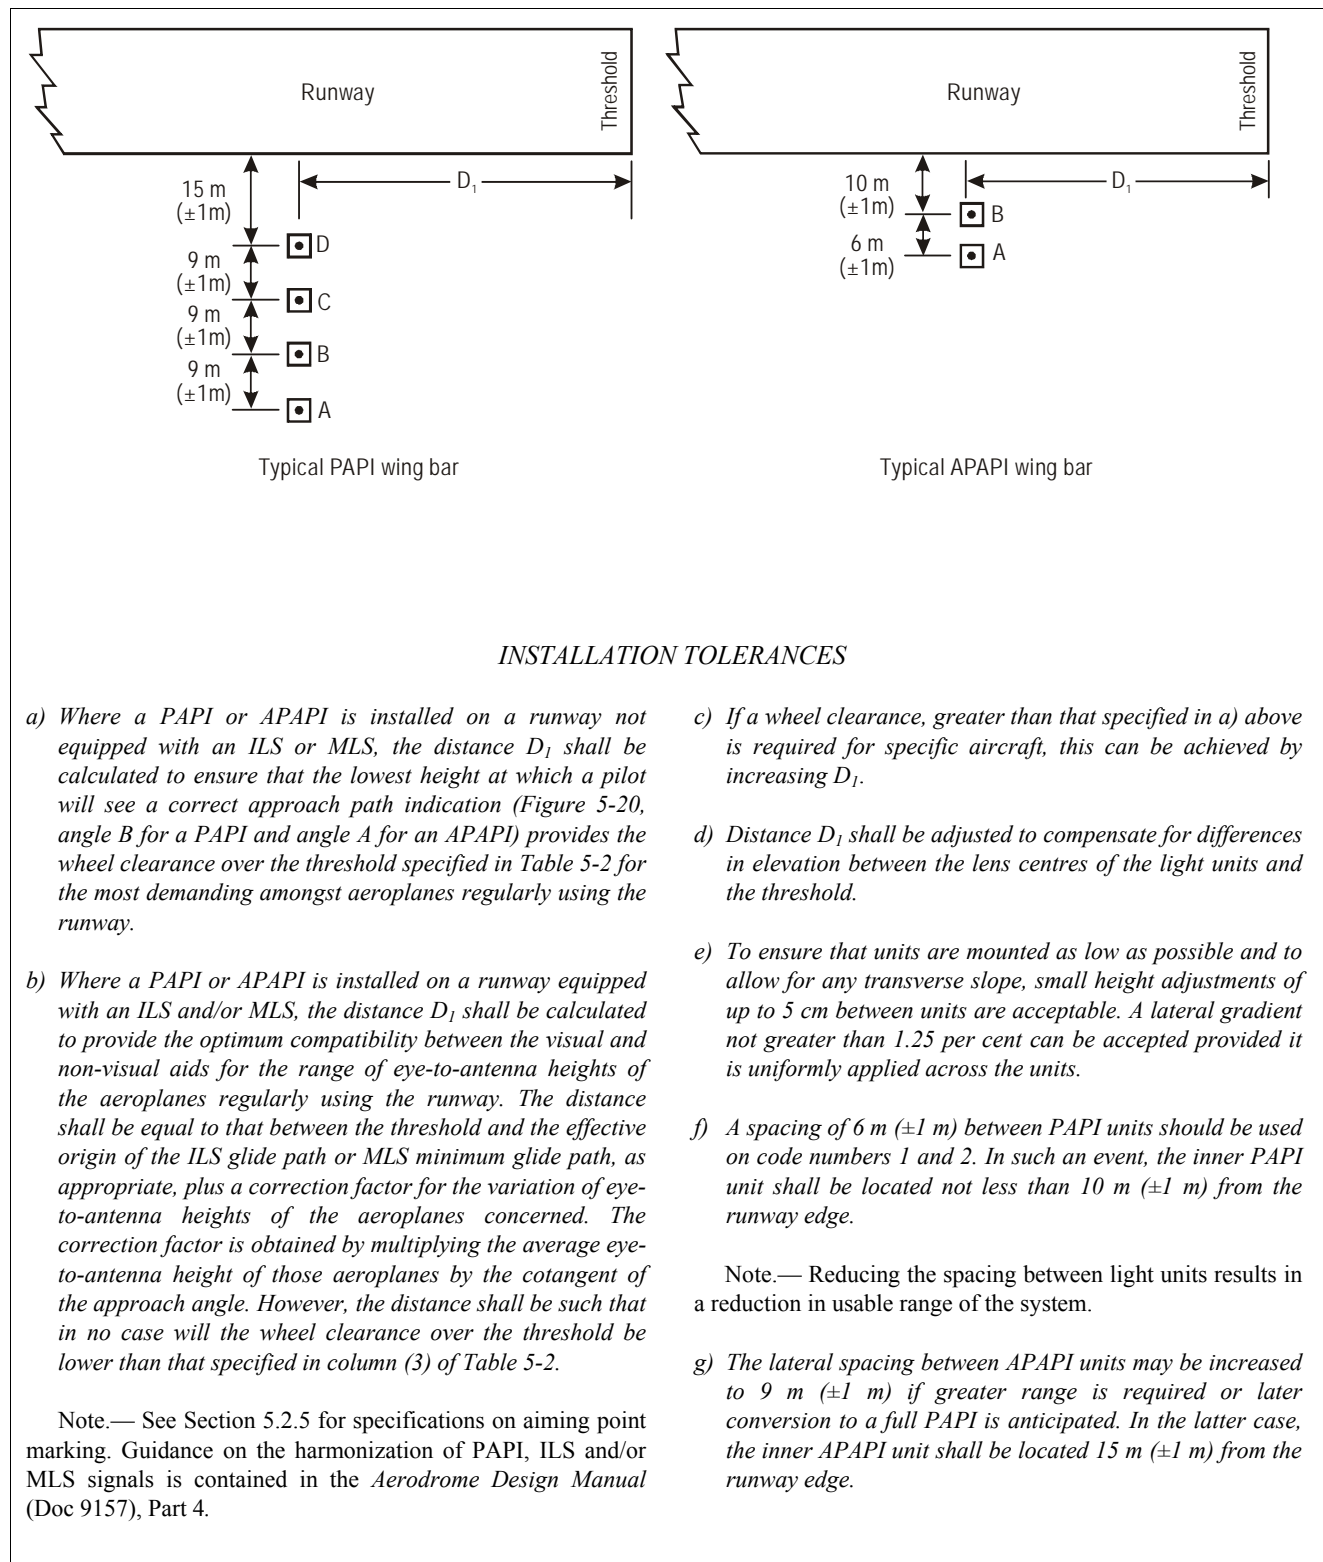 Runway
Threshold
15 m
(±1m)
D1
D
9 m
(±1m)
C
9 m
(±1m)
B
9 m
(±1m)
A
Typical PAPI wing bar
Runway
Threshold
10 m
(±1m)
D1
B
6 m
(±1m)
A
Typical APAPI wing bar
INSTALLATION TOLERANCES
a) Where a PAPI or APAPI is installed on a runway not
equipped with an ILS or MLS, the distance D1 shall be
calculated to ensure that the lowest height at which a pilot
will see a correct approach path indication (Figure 5-20,
angle B for a PAPI and angle A for an APAPI) provides the
wheel clearance over the threshold specified in Table 5-2 for
the most demanding amongst aeroplanes regularly using the
runway.
b) Where a PAPI or APAPI is installed on a runway equipped
with an ILS and/or MLS, the distance D1 shall be calculated
to provide the optimum compatibility between the visual and
non-visual aids for the range of eye-to-antenna heights of
the aeroplanes regularly using the runway. The distance
shall be equal to that between the threshold and the effective
origin of the ILS glide path or MLS minimum glide path, as
appropriate, plus a correction factor for the variation of eye-
to-antenna heights of the aeroplanes concerned. The
correction factor is obtained by multiplying the average eye-
to-antenna height of those aeroplanes by the cotangent of
the approach angle. However, the distance shall be such that
in no case will the wheel clearance over the threshold be
lower than that specified in column (3) of Table 5-2.
Note.— See Section 5.2.5 for specifications on aiming point
marking. Guidance on the harmonization of PAPI, ILS and/or
MLS signals is contained in the Aerodrome Design Manual
(Doc 9157), Part 4.
c) If a wheel clearance, greater than that specified in a) above
is required for specific aircraft, this can be achieved by
increasing D1.
d) Distance D1 shall be adjusted to compensate for differences
in elevation between the lens centres of the light units and
the threshold.
e) To ensure that units are mounted as low as possible and to
allow for any transverse slope, small height adjustments of
up to 5 cm between units are acceptable. A lateral gradient
not greater than 1.25 per cent can be accepted provided it
is uniformly applied across the units.
f) A spacing of 6 m (±1 m) between PAPI units should be used
on code numbers 1 and 2. In such an event, the inner PAPI
unit shall be located not less than 10 m (±1 m) from the
runway edge.
Note.— Reducing the spacing between light units results in
a reduction in usable range of the system.
g) The lateral spacing between APAPI units may be increased
to 9 m (±1 m) if greater range is required or later
conversion to a full PAPI is anticipated. In the latter case,
the inner APAPI unit shall be located 15 m (±1 m) from the
runway edge.